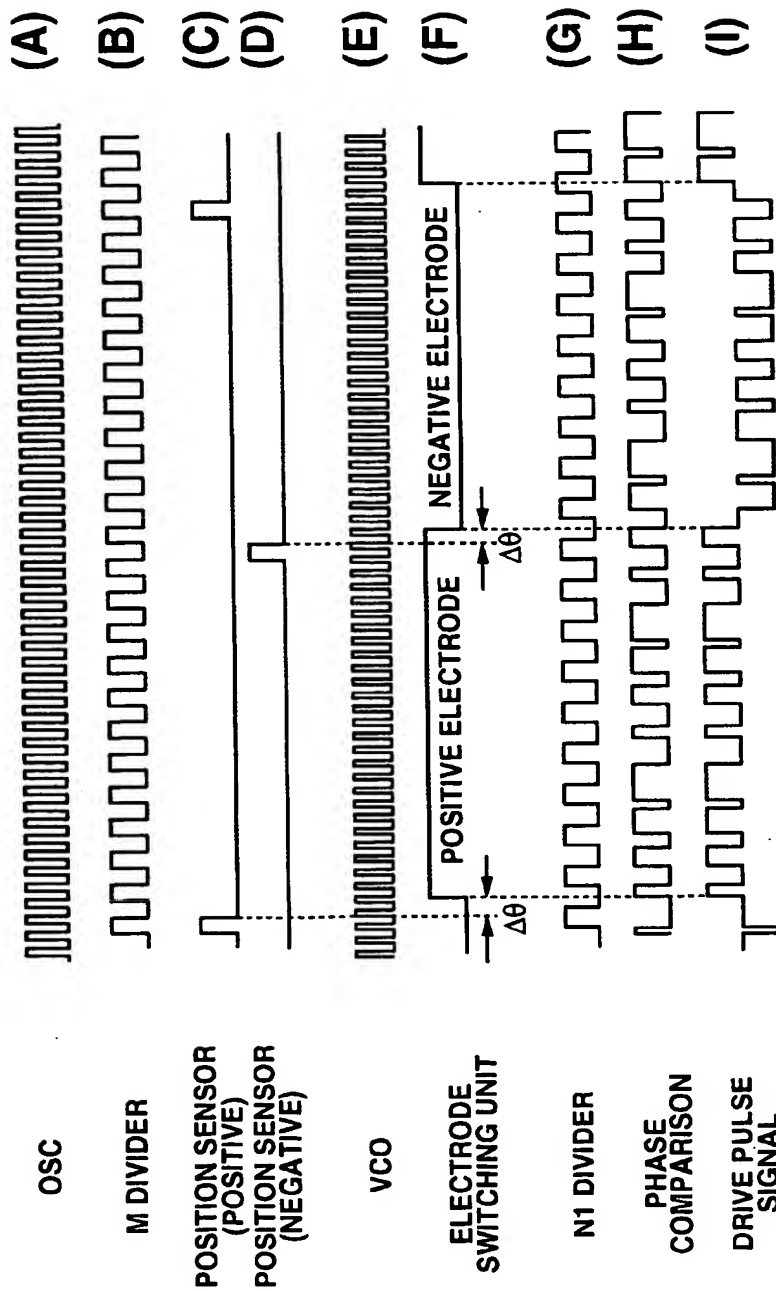 OSC
(A)
M DIVIDER
(B)
POSITION SENSOR
(POSITIVE)
(C)
POSITION SENSOR
(NEGATIVE)
(D)
VCO
(E)
ELECTRODE
SWITCHING UNIT
Δθ
POSITIVE ELECTRODE
Δθ
NEGATIVE ELECTRODE
(F)
N1 DIVIDER
(G)
PHASE
COMPARISON
(H)
DRIVE PULSE
SIGNAL
(I)